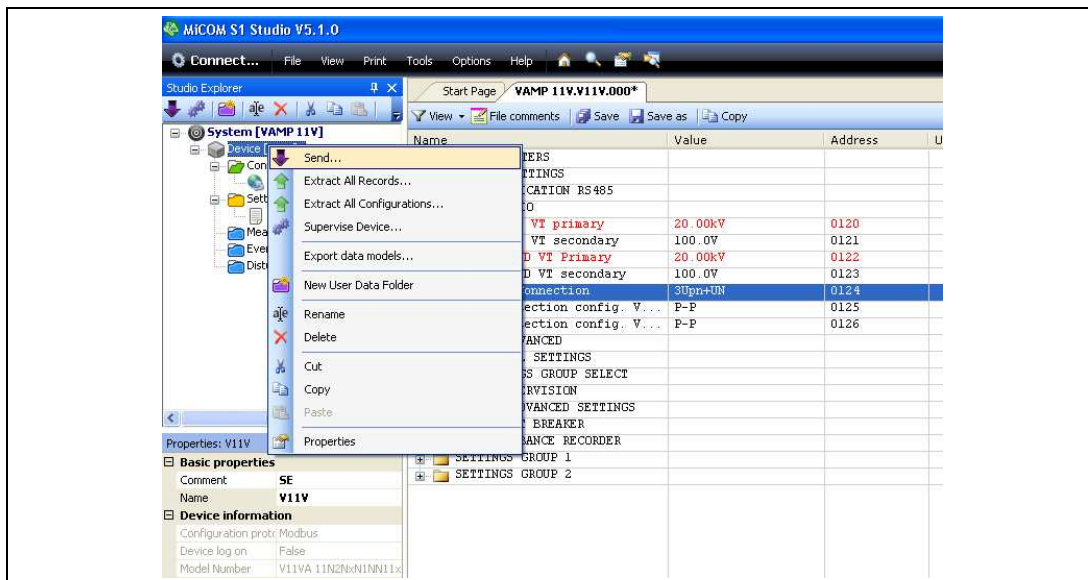 MiCOM S1 Studio V5.1.0
Connect... File View Print Tools Options Help
Studio Explorer
Start Page VAMP 11V.V11V.000*
View File comments Save Save as Copy
System [VAMP 11V]
Name Value Address U
Device [
Send...
TERS
Con
Extract All Records...
TTINGS
Extract All Configurations...
CATION RS485
Sett
O
Supervise Device...
VT primary 20.00kV 0120
Mea
VT secondary 100.0V 0121
Eve
Export data models...
D VT Primary 20.00kV 0122
Dist
D VT secondary 100.0V 0123
New User Data Folder
onnection 3Upn+UN 0124
Rename
ection config. V... P-P 0125
ection config. V... P-P 0126
Delete
ANCED
SETTINGS
Cut
S GROUP SELECT
Copy
RVISION
Paste
DVANCED SETTINGS
BREAKER
Properties: V11V
Properties
ANCE RECORDER
SETTINGS GROUP 1
Basic properties
SETTINGS GROUP 2
Comment SE
Name V11V
Device information
Configuration proto Modbus
Device log on False
Model Number V11VA 11N2NxN1NN11x